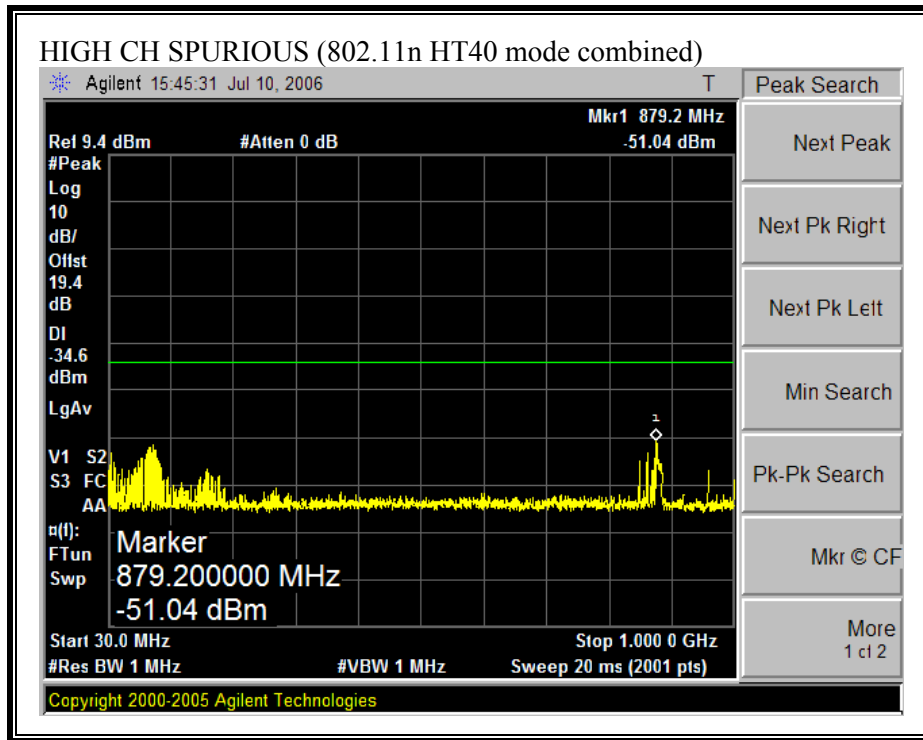 HIGH CH SPURIOUS (802.11n HT40 mode combined)
Agilent 15:45:31 Jul 10, 2006 T
Peak Search
Mkr1 879.2 MHz
Ref 9.4 dBm #Atten 0 dB -51.04 dBm
#Peak
Log
10
dB/
Offst
19.4
dB
DI
-34.6
dBm
LgAv
1
V1 S2
S3 FC
AA
¤(f):
FTun
Swp
Marker
879.200000 MHz
-51.04 dBm
Start 30.0 MHz Stop 1.000 0 GHz
#Res BW 1 MHz #VBW 1 MHz Sweep 20 ms (2001 pts)
Copyright 2000-2005 Agilent Technologies
Next Peak
Next Pk Right
Next Pk Left
Min Search
Pk-Pk Search
Mkr © CF
More
1 of 2